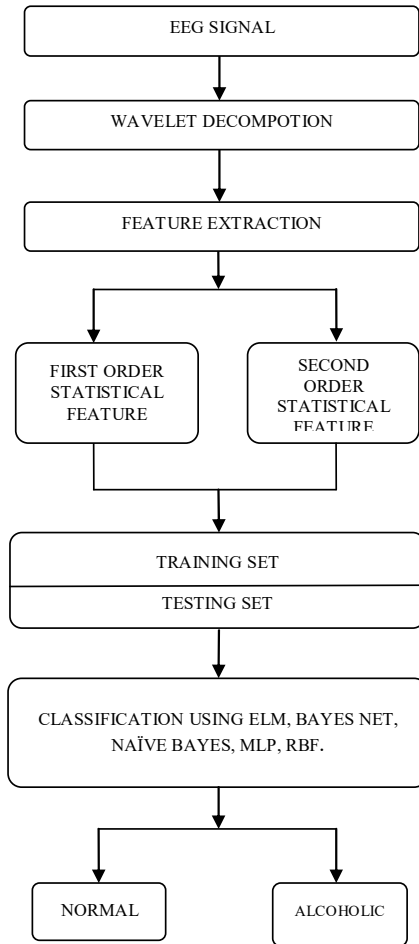 EEG SIGNAL
WAVELET DECOMPOTION
FEATURE EXTRACTION
FIRST ORDER
STATISTICAL
FEATURE
SECOND
ORDER
STATISTICAL
FEATURE
TRAINING SET
TESTING SET
CLASSIFICATION USING ELM, BAYES NET,
NAÏVE BAYES, MLP, RBF.
NORMAL
ALCOHOLIC